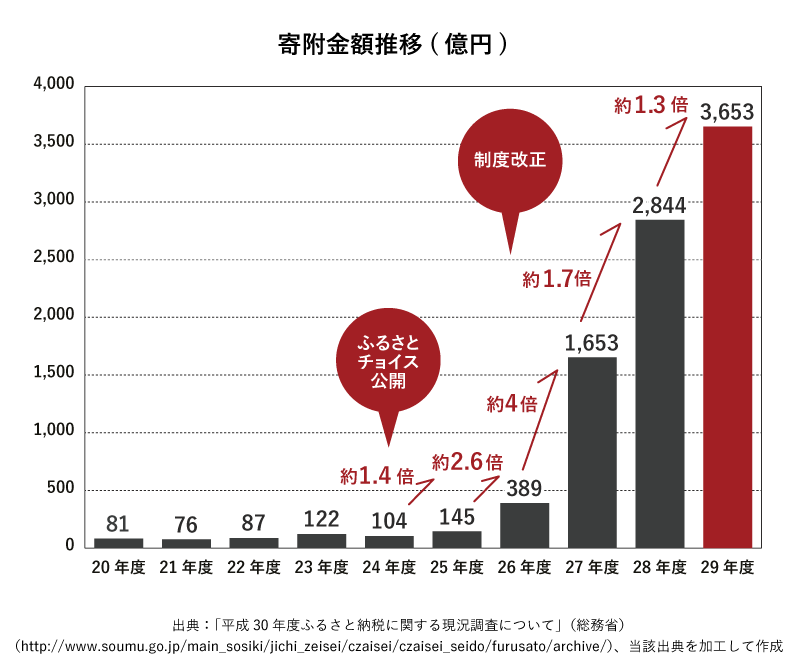 寄附金額推移(億円)
4,000
3,500
3,000
2,500
2,000
1,500
1,000
500
0
81
76
87
122
104
145
389
1,653
2,844
3,653
約1.4倍
約2.6倍
約4倍
約1.7倍
約1.3倍
ふるさと
チョイス
公開
制度改正
20年度
21年度
22年度
23年度
24年度
25年度
26年度
27年度
28年度
29年度
出典：「平成30年度ふるさと納税に関する現況調査について」（総務省）
（http://www.soumu.go.jp/main_sosiki/jichi_zeisei/czaisei/czaisei_seido/furusato/archive/）、当該出典を加工して作成